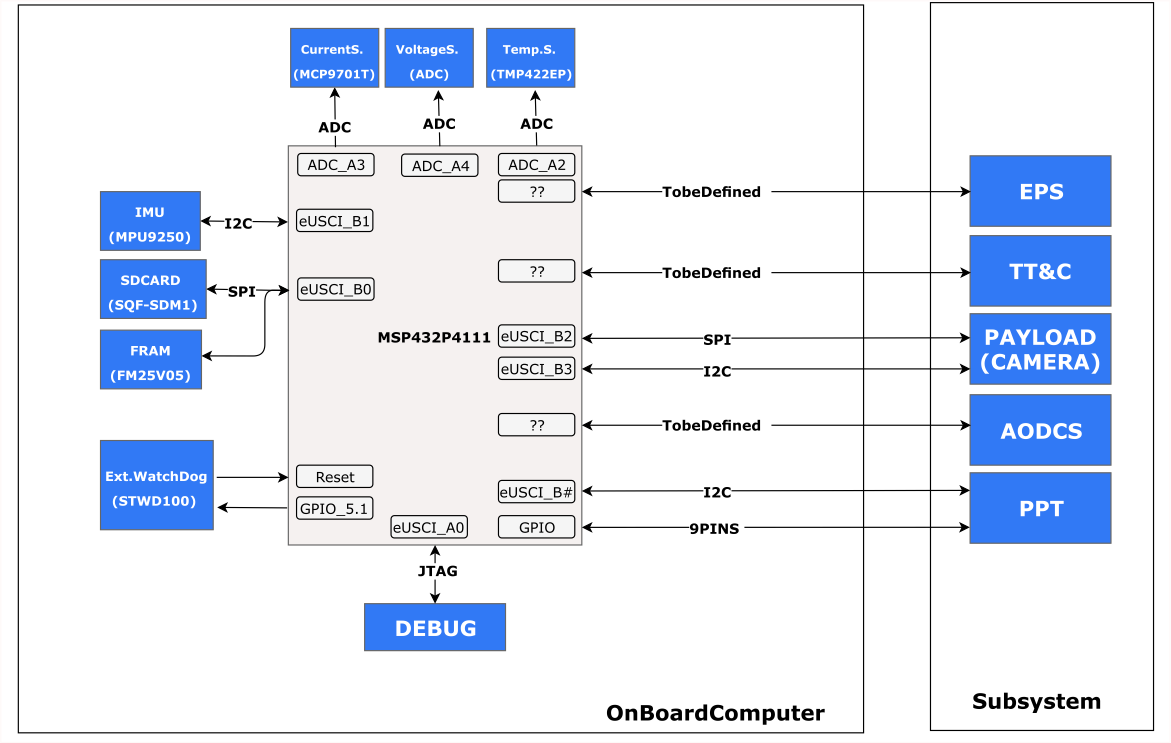 CurrentS.
(MCP9701T)
VoltageS.
(ADC)
Temp.S.
(TMP422EP)
ADC
ADC
ADC
ADC_A3
ADC_A4
ADC_A2
??
TobeDefined
EPS
IMU
(MPU9250)
I2C
eUSCI_B1
SDCARD
(SQF-SDM1)
SPI
eUSCI_B0
??
TobeDefined
TT&C
FRAM
(FM25V05)
MSP432P4111
eUSCI_B2
SPI
eUSCI_B3
I2C
PAYLOAD
(CAMERA)
??
TobeDefined
AODCS
Ext.WatchDog
(STWD100)
Reset
GPIO_5.1
eUSCI_A0
eUSCI_B#
I2C
GPIO
9PINS
PPT
JTAG
DEBUG
OnBoardComputer
Subsystem